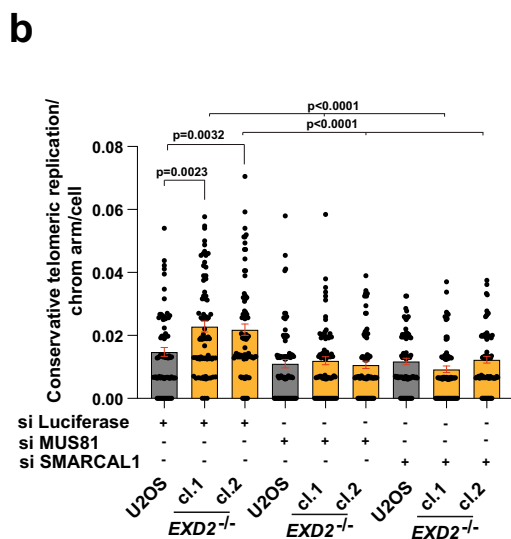 b
p<0.0001
p<0.0001
p=0.0032
p=0.0023
Conservative telomeric replication/
chrom arm/cell
0.08
0.06
0.04
0.02
0.00
si Luciferase + + + - - - - - -
si MUS81 - - - + + + - - -
si SMARCAL1 - - - - - - + + +
U2OS cl.1 cl.2 U2OS cl.1 cl.2 U2OS cl.1 cl.2
EXD2-/- EXD2-/- EXD2-/-